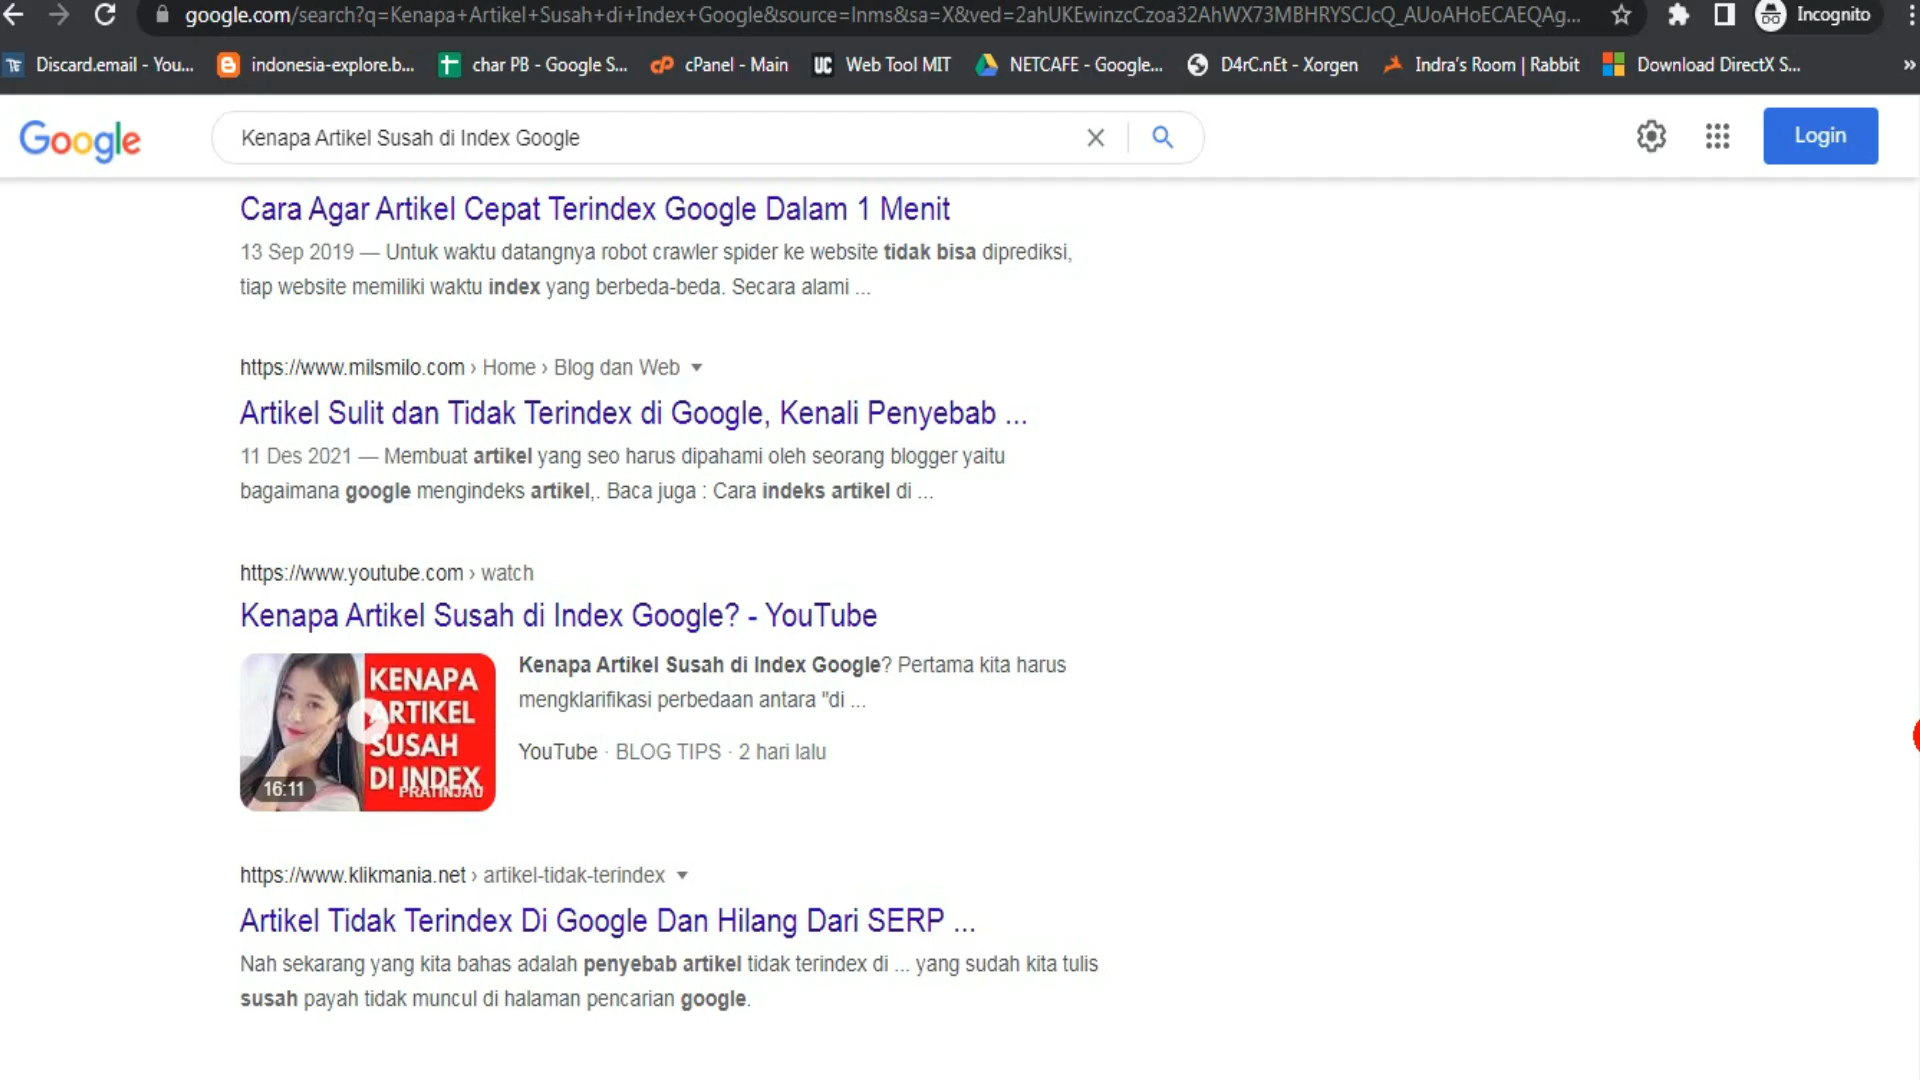 google.com/search?q=Kenapa+Artikel+Susah+di+Index+Google&source=lnms&sa=X&ved=2ahUKEwinzcCzoa32AhWX73MBHRYSCJcQ_AUoAHoECAEQAg...
Incognito
Discard.email - You...
indonesia-explore.b...
char PB - Google S...
cP
cPanel - Main
UC
Web Tool MIT
NETCAFE - Google...
D4rC.nEt - Xorgen
Indra's Room | Rabbit
Download DirectX S...
»
Google
Kenapa Artikel Susah di Index Google
Login
Cara Agar Artikel Cepat Terindex Google Dalam 1 Menit
13 Sep 2019 — Untuk waktu datangnya robot crawler spider ke website tidak bisa diprediksi,
tiap website memiliki waktu index yang berbeda-beda. Secara alami ...
https://www.milsmilo.com › Home › Blog dan Web
Artikel Sulit dan Tidak Terindex di Google, Kenali Penyebab ...
11 Des 2021 — Membuat artikel yang seo harus dipahami oleh seorang blogger yaitu
bagaimana google mengindeks artikel,. Baca juga : Cara indeks artikel di ...
https://www.youtube.com › watch
Kenapa Artikel Susah di Index Google? - YouTube
KENAPA
ARTIKEL
SUSAH
DI INDEX
PRATINJAU
16:11
Kenapa Artikel Susah di Index Google? Pertama kita harus
mengklarifikasi perbedaan antara "di ...
YouTube · BLOG TIPS · 2 hari lalu
https://www.klikmania.net › artikel-tidak-terindex
Artikel Tidak Terindex Di Google Dan Hilang Dari SERP ...
Nah sekarang yang kita bahas adalah penyebab artikel tidak terindex di ... yang sudah kita tulis
susah payah tidak muncul di halaman pencarian google.